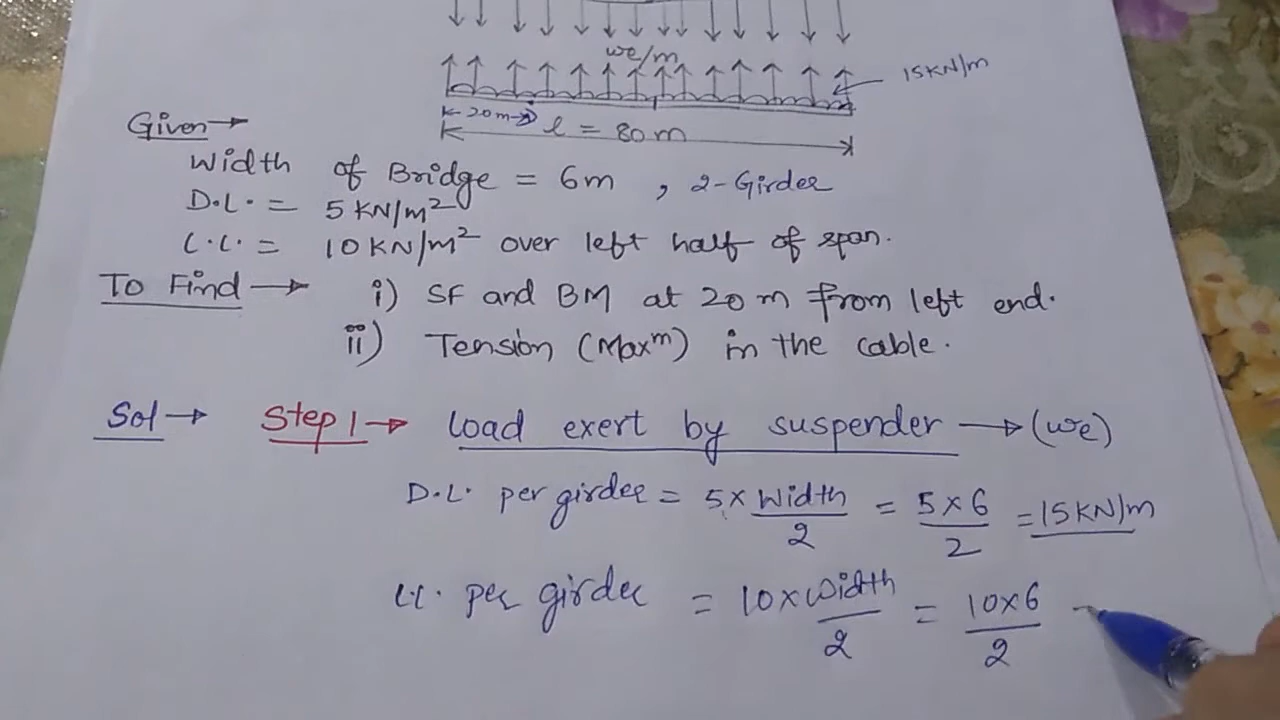 we/m
15KN/m
20m
l = 80m
Given →
Width of Bridge = 6m , 2-Girder
D.L. = 5 KN/m²
L.L. = 10 KN/m² over left half of span.
To Find → i) SF and BM at 20 m from left end.
ii) Tension (Maxᵐ) in the cable.
Sol → Step 1 → load exert by suspender → (we)
D.L. per girder = 5 × Width/2 = 5×6/2 = 15 KN/m
L.L. per girder = 10 × Width/2 = 10×6/2